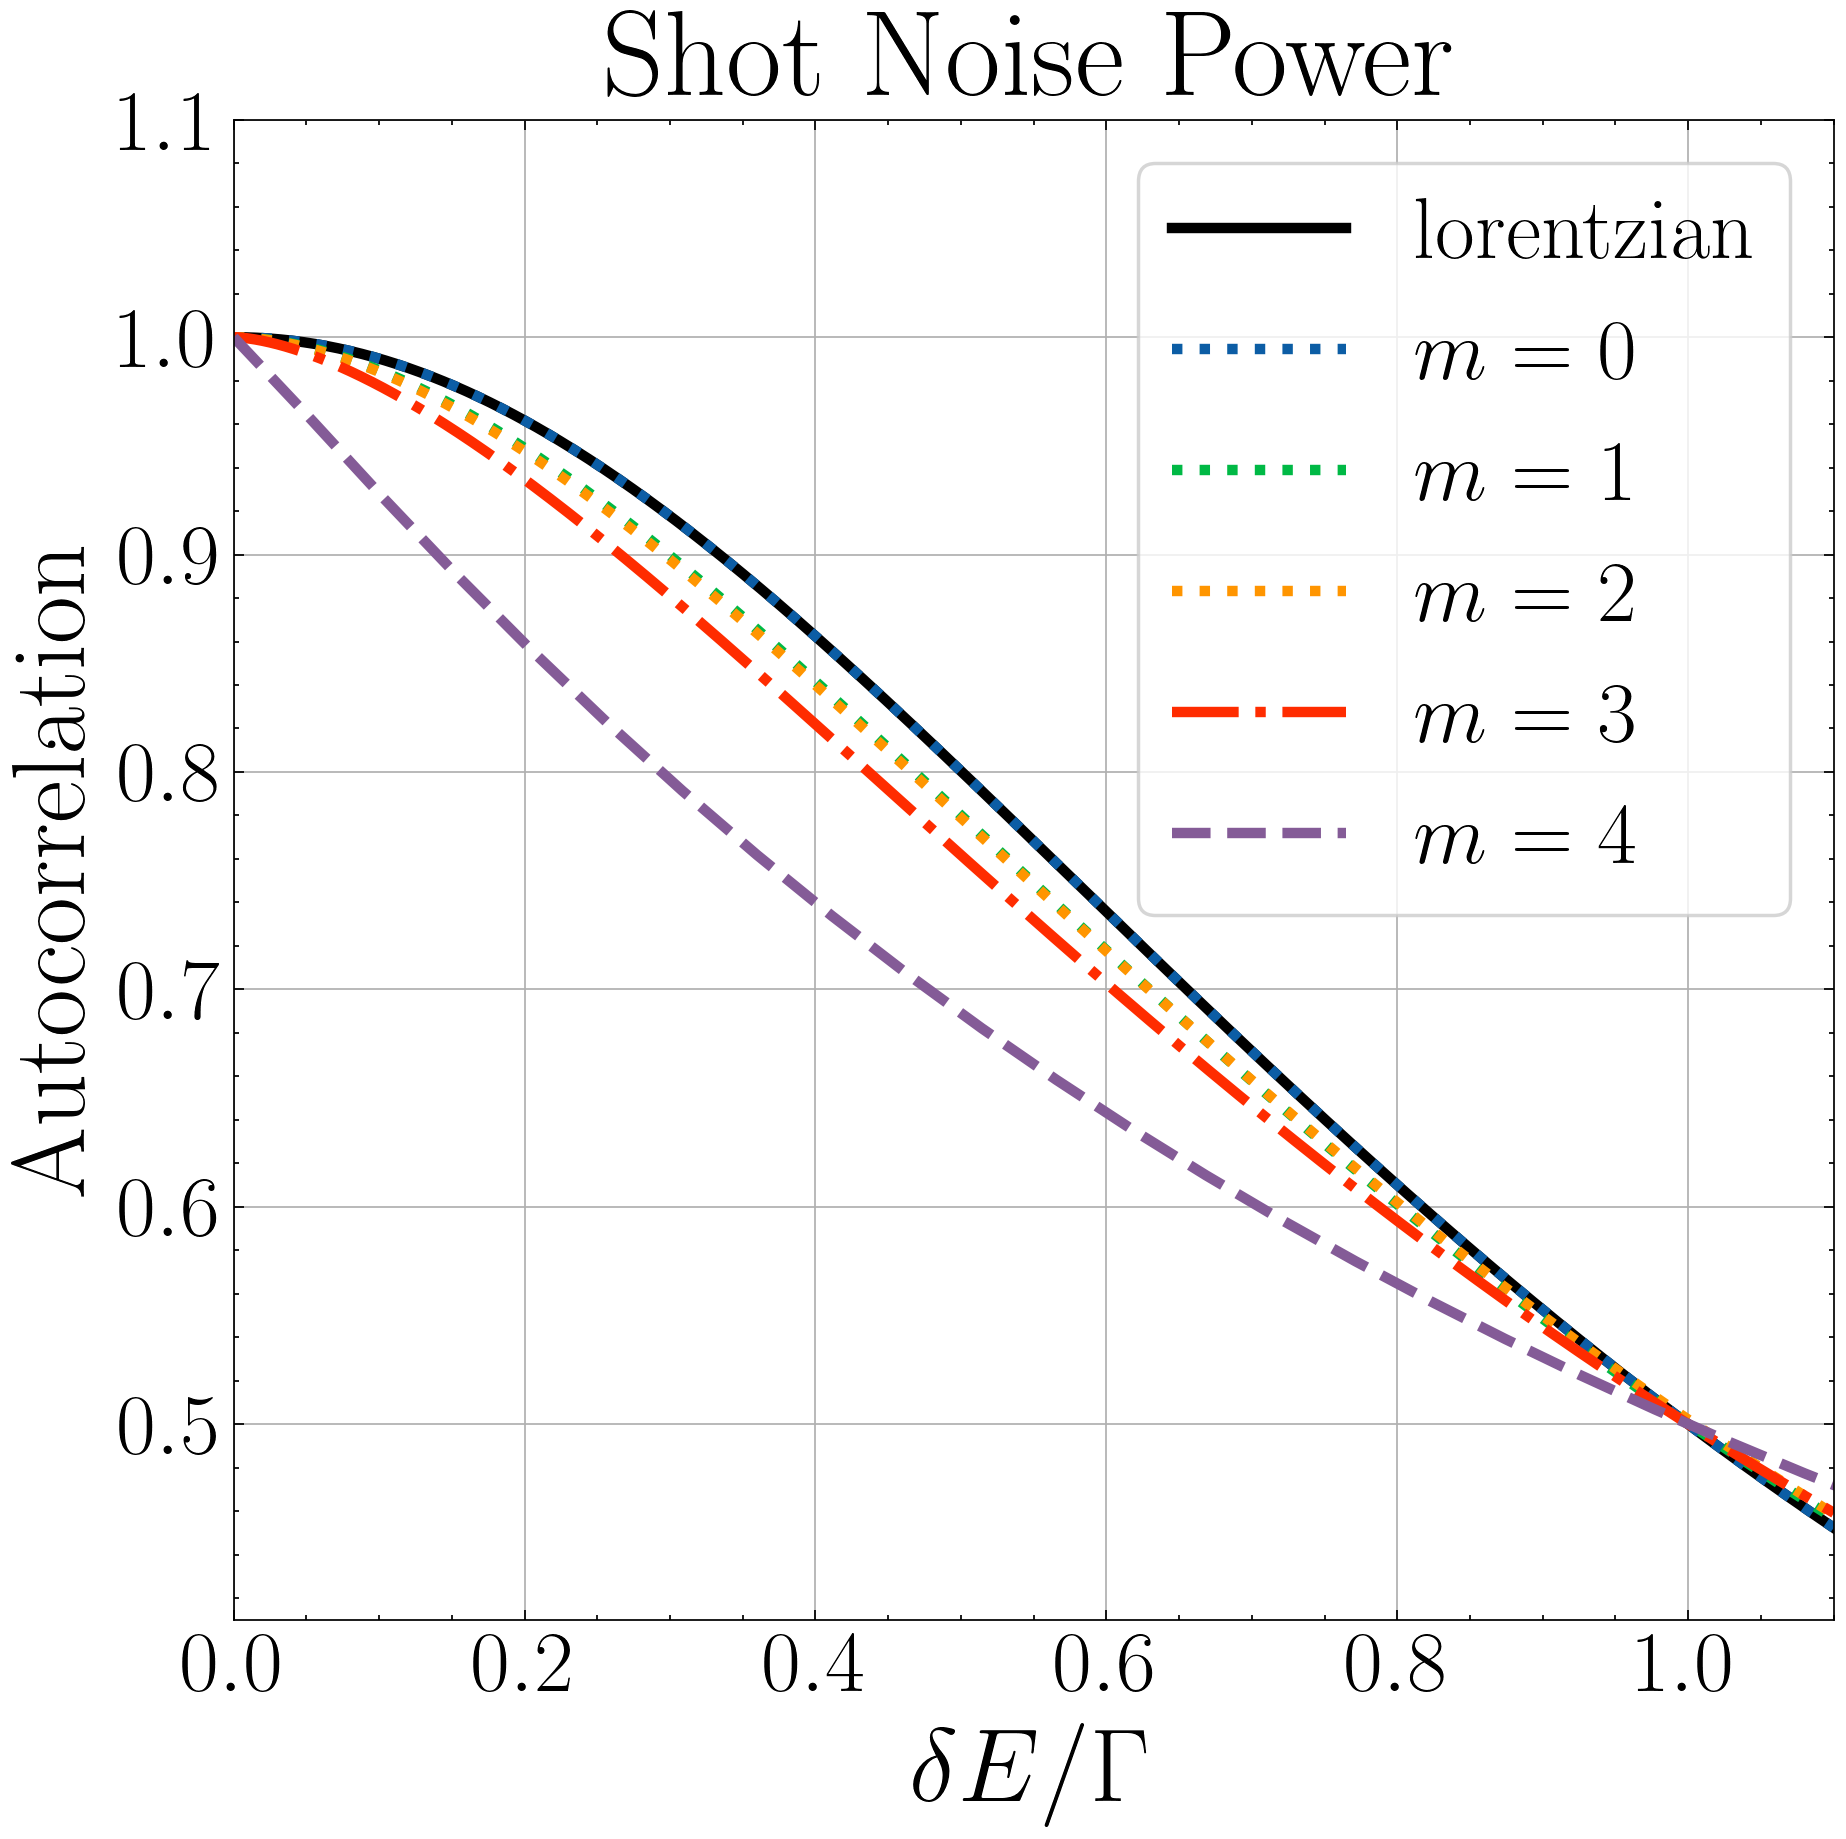 Shot Noise Power
Autocorrelation
1.1
1.0
0.9
0.8
0.7
0.6
0.5
lorentzian
m = 0
m = 1
m = 2
m = 3
m = 4
0.0 0.2 0.4 0.6 0.8 1.0
δE/Γ